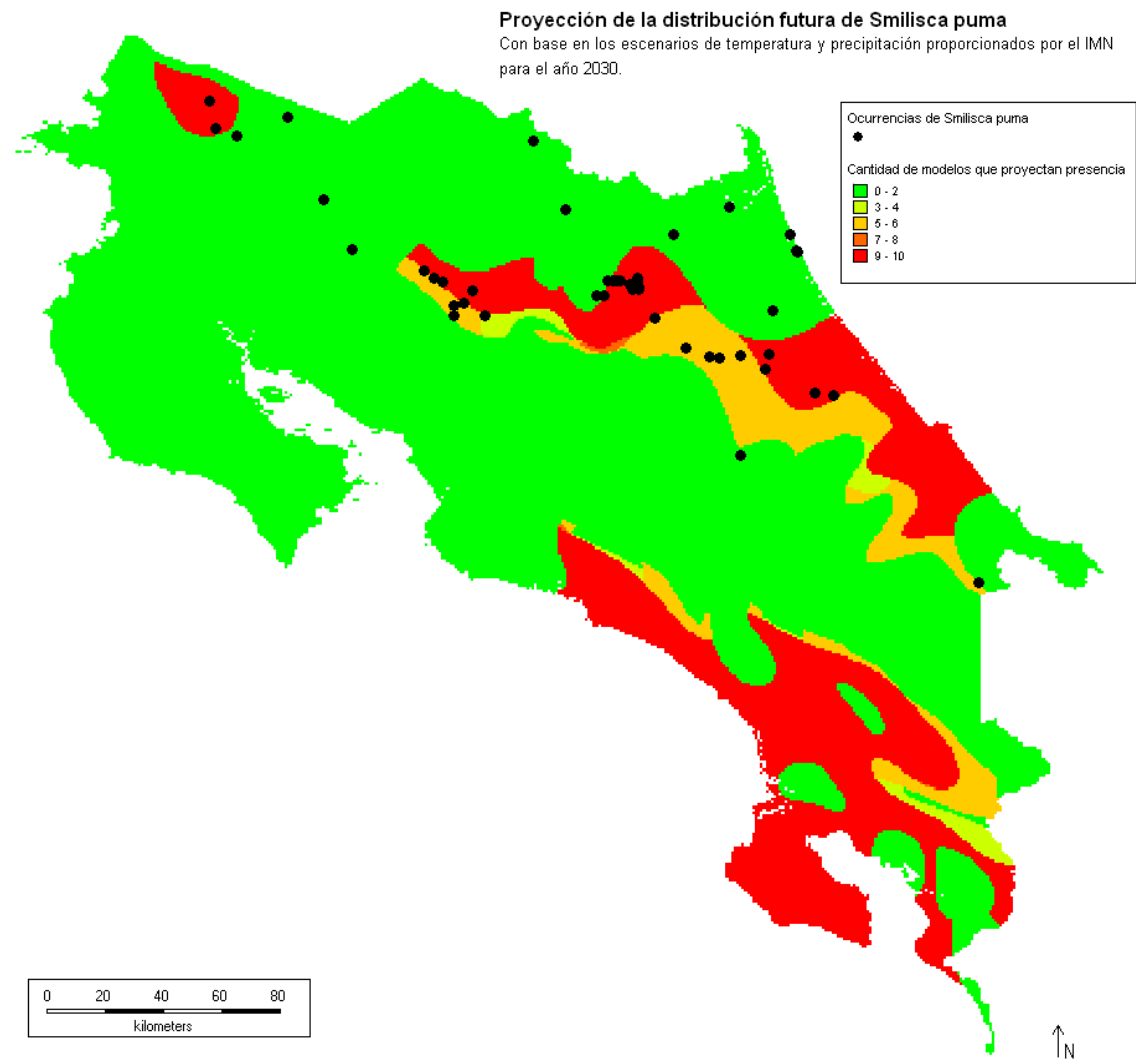 Proyección de la distribución futura de Smilisca puma
Con base en los escenarios de temperatura y precipitación proporcionados por el IMN
para el año 2030.
Ocurrencias de Smilisca puma
Cantidad de modelos que proyectan presencia
0 - 2
3 - 4
5 - 6
7 - 8
9 - 10
0 20 40 60 80
kilometers
N